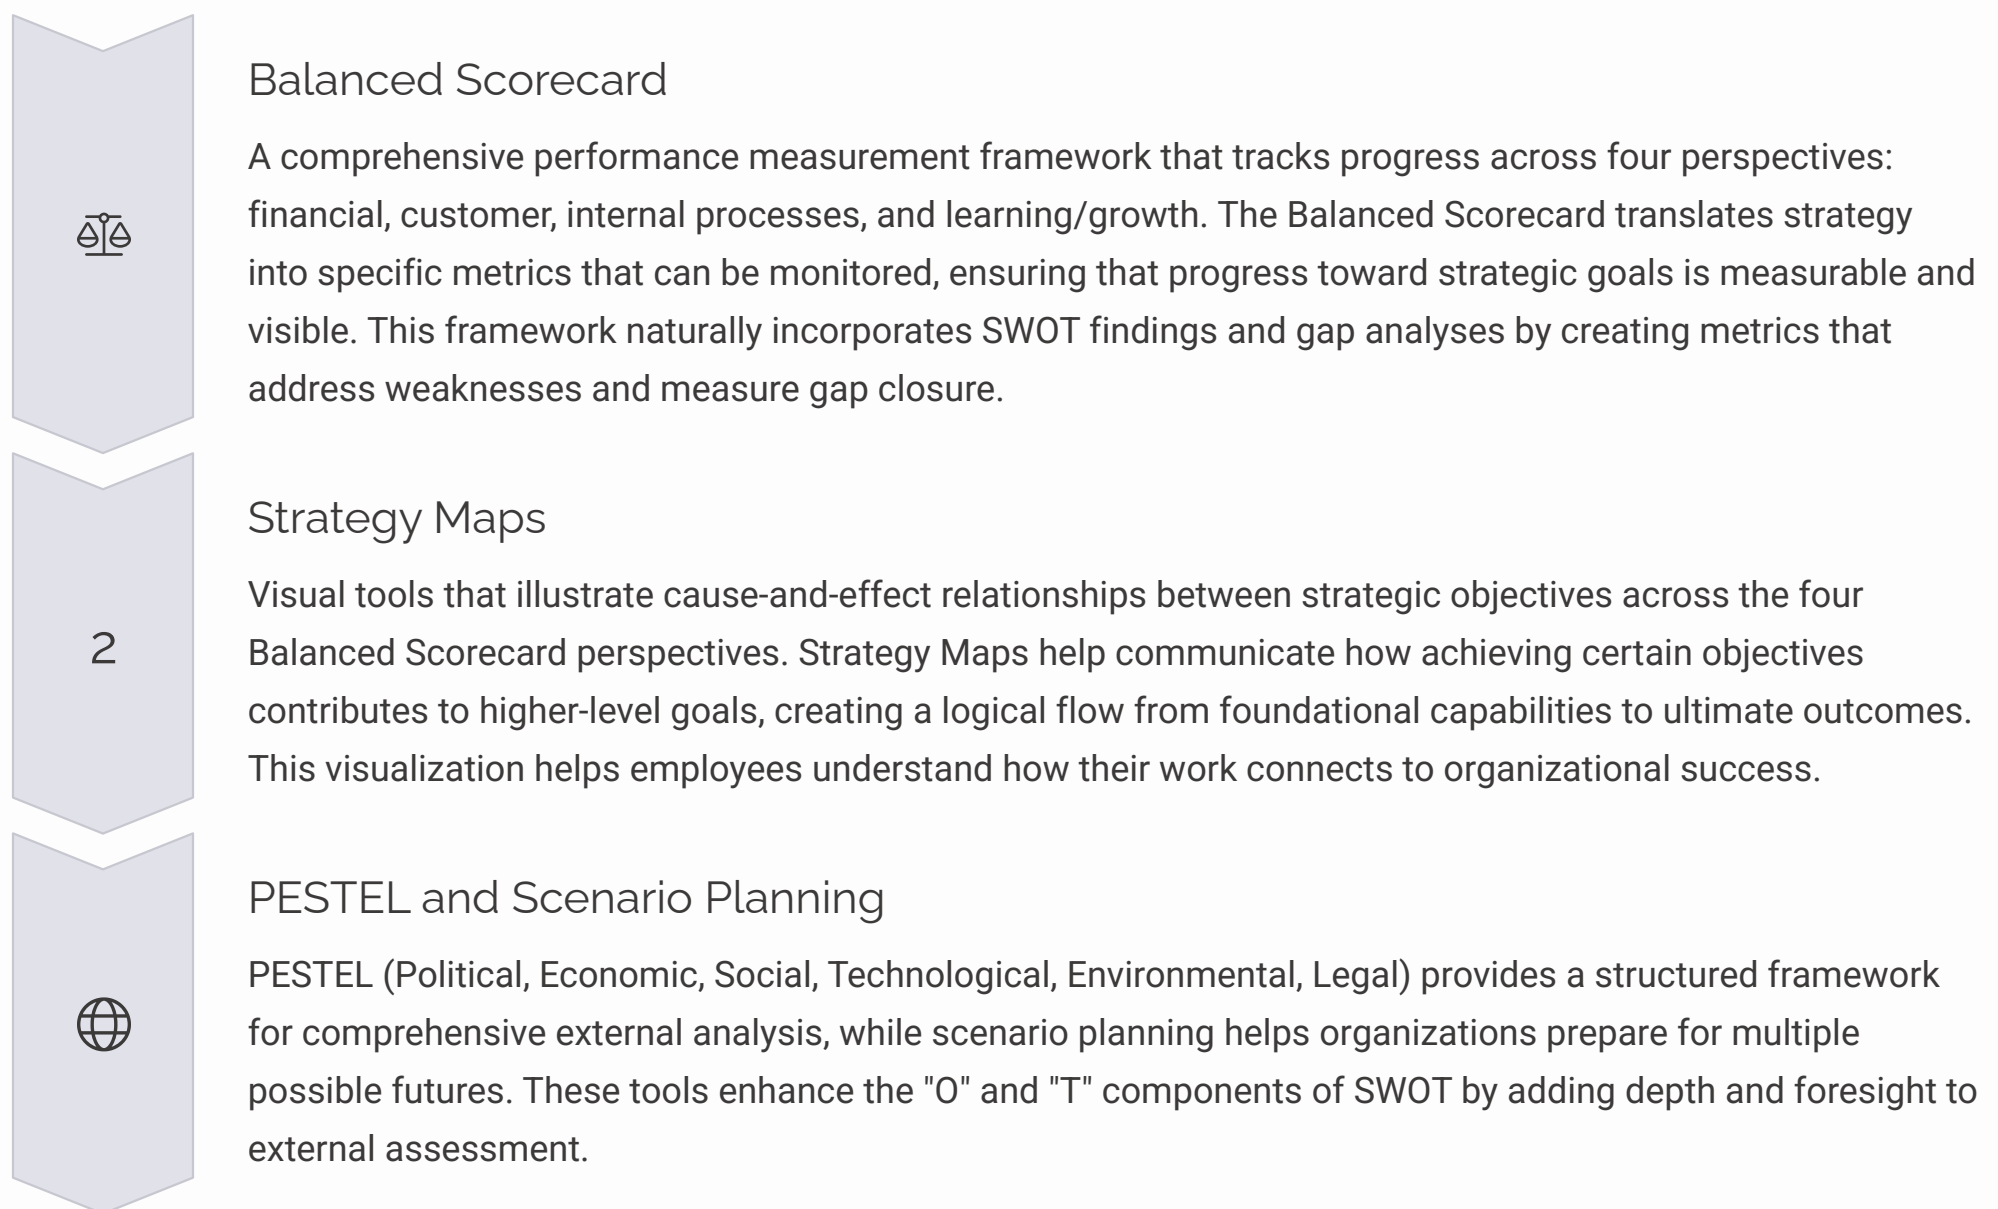 Balanced Scorecard
A comprehensive performance measurement framework that tracks progress across four perspectives:
financial, customer, internal processes, and learning/growth. The Balanced Scorecard translates strategy
into specific metrics that can be monitored, ensuring that progress toward strategic goals is measurable and
visible. This framework naturally incorporates SWOT findings and gap analyses by creating metrics that
address weaknesses and measure gap closure.
2
Strategy Maps
Visual tools that illustrate cause-and-effect relationships between strategic objectives across the four
Balanced Scorecard perspectives. Strategy Maps help communicate how achieving certain objectives
contributes to higher-level goals, creating a logical flow from foundational capabilities to ultimate outcomes.
This visualization helps employees understand how their work connects to organizational success.
PESTEL and Scenario Planning
PESTEL (Political, Economic, Social, Technological, Environmental, Legal) provides a structured framework
for comprehensive external analysis, while scenario planning helps organizations prepare for multiple
possible futures. These tools enhance the "O" and "T" components of SWOT by adding depth and foresight to
external assessment.